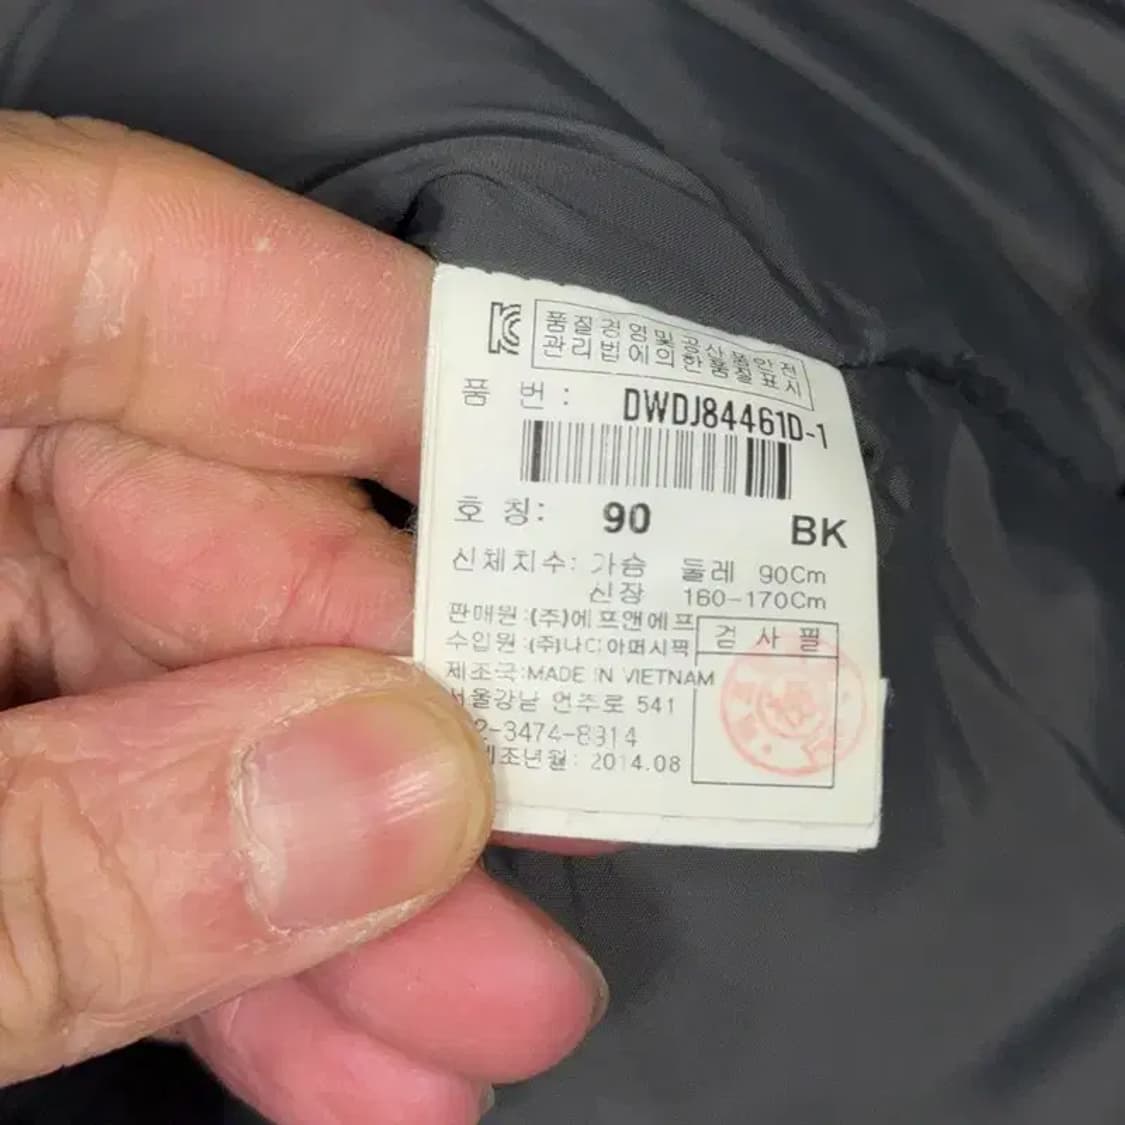 품질경영및공산품안전
관리법에의한품질표시
품 번: DWDJ84461D-1
호 칭: 90 BK
신체치수: 가슴 둘레 90Cm
신장 160-170Cm
판매원:(주)에프앤에프
수입원:(주)나디아퍼시픽
검 사 필
제조국:MADE IN VIETNAM
서울강남 언주로 541
2-3474-8314
제조년월: 2014.08